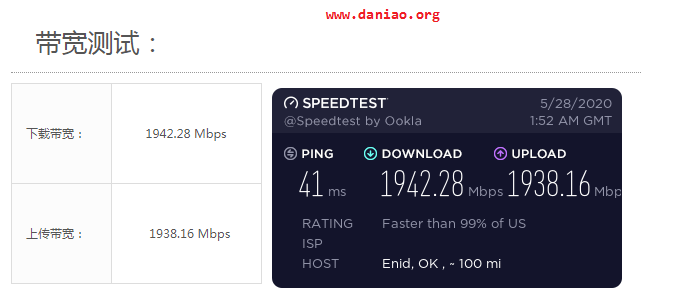 www.daniao.org
带宽测试：
下载带宽： 1942.28 Mbps
上传带宽： 1938.16 Mbps
SPEEDTEST 5/28/2020
@Speedtest by Ookla 1:52 AM GMT
PING DOWNLOAD UPLOAD
41 ms 1942.28 Mbps 1938.16 Mbp
RATING Faster than 99% of US
ISP
HOST Enid, OK , ~ 100 mi